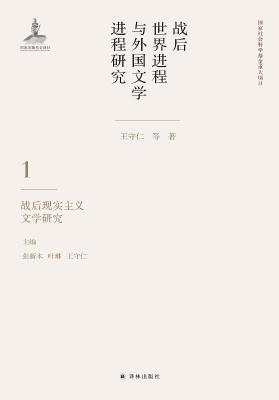 国家出版基金项目
国家社会科学基金重大项目
战后
世界进程
与外国文学
进程研究
王守仁 等 著
1
战后现实主义
文学研究
主编
张新木 叶琳 王守仁
译林出版社